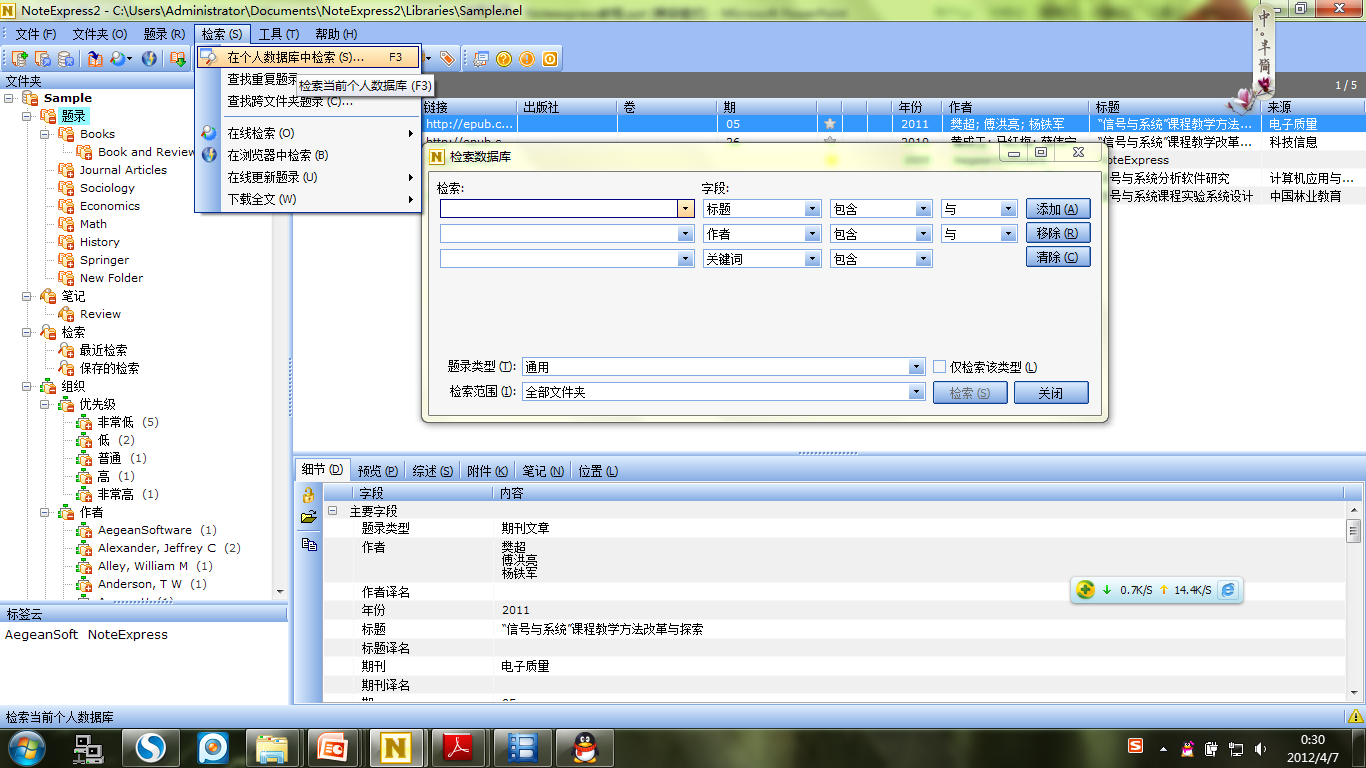 NoteExpress2 - C:\Users\Administrator\Documents\NoteExpress2\Libraries\Sample.nel
文件 (F) 文件夹 (O) 题录 (R) 检索 (S) 工具 (T) 帮助 (H)
在个人数据库中检索 (S)... F3
查找重复题录
检索当前个人数据库 (F3)
查找跨文件夹题录 (C)...
在线检索 (O)
在浏览器中检索 (B)
在线更新题录 (U)
下载全文 (W)
中
半
简
1 / 5
文件夹
Sample
题录
Books
Book and Review
Journal Articles
Sociology
Economics
Math
History
Springer
New Folder
笔记
Review
检索
最近检索
保存的检索
组织
优先级
非常低 (5)
低 (2)
普通 (1)
高 (1)
非常高 (1)
作者
AegeanSoftware (1)
Alexander, Jeffrey C (2)
Alley, William M (1)
Anderson, T W (1)
标签云
AegeanSoft NoteExpress
链接 出版社 卷 期 年份 作者 标题 来源
http://epub.c... 05 2011 樊超; 傅洪亮; 杨铁军 “信号与系统”课程教学方法... 电子质量
“信号与系统”课程教学改革... 科技信息
NoteExpress
号与系统分析软件研究 计算机应用与...
号与系统课程实验系统设计 中国林业教育
检索数据库
检索: 字段:
标题 包含 与 添加 (A)
作者 包含 与 移除 (R)
关键词 包含 清除 (C)
题录类型 (T): 通用 仅检索该类型 (L)
检索范围 (I): 全部文件夹 检索 (S) 关闭
细节 (D) 预览 (P) 综述 (S) 附件 (K) 笔记 (N) 位置 (L)
字段 内容
主要字段
题录类型 期刊文章
作者 樊超
傅洪亮
杨铁军
作者译名
年份 2011
标题 “信号与系统”课程教学方法改革与探索
标题译名
期刊 电子质量
期刊译名
0.7K/S 14.4K/S
检索当前个人数据库
0:30
2012/4/7